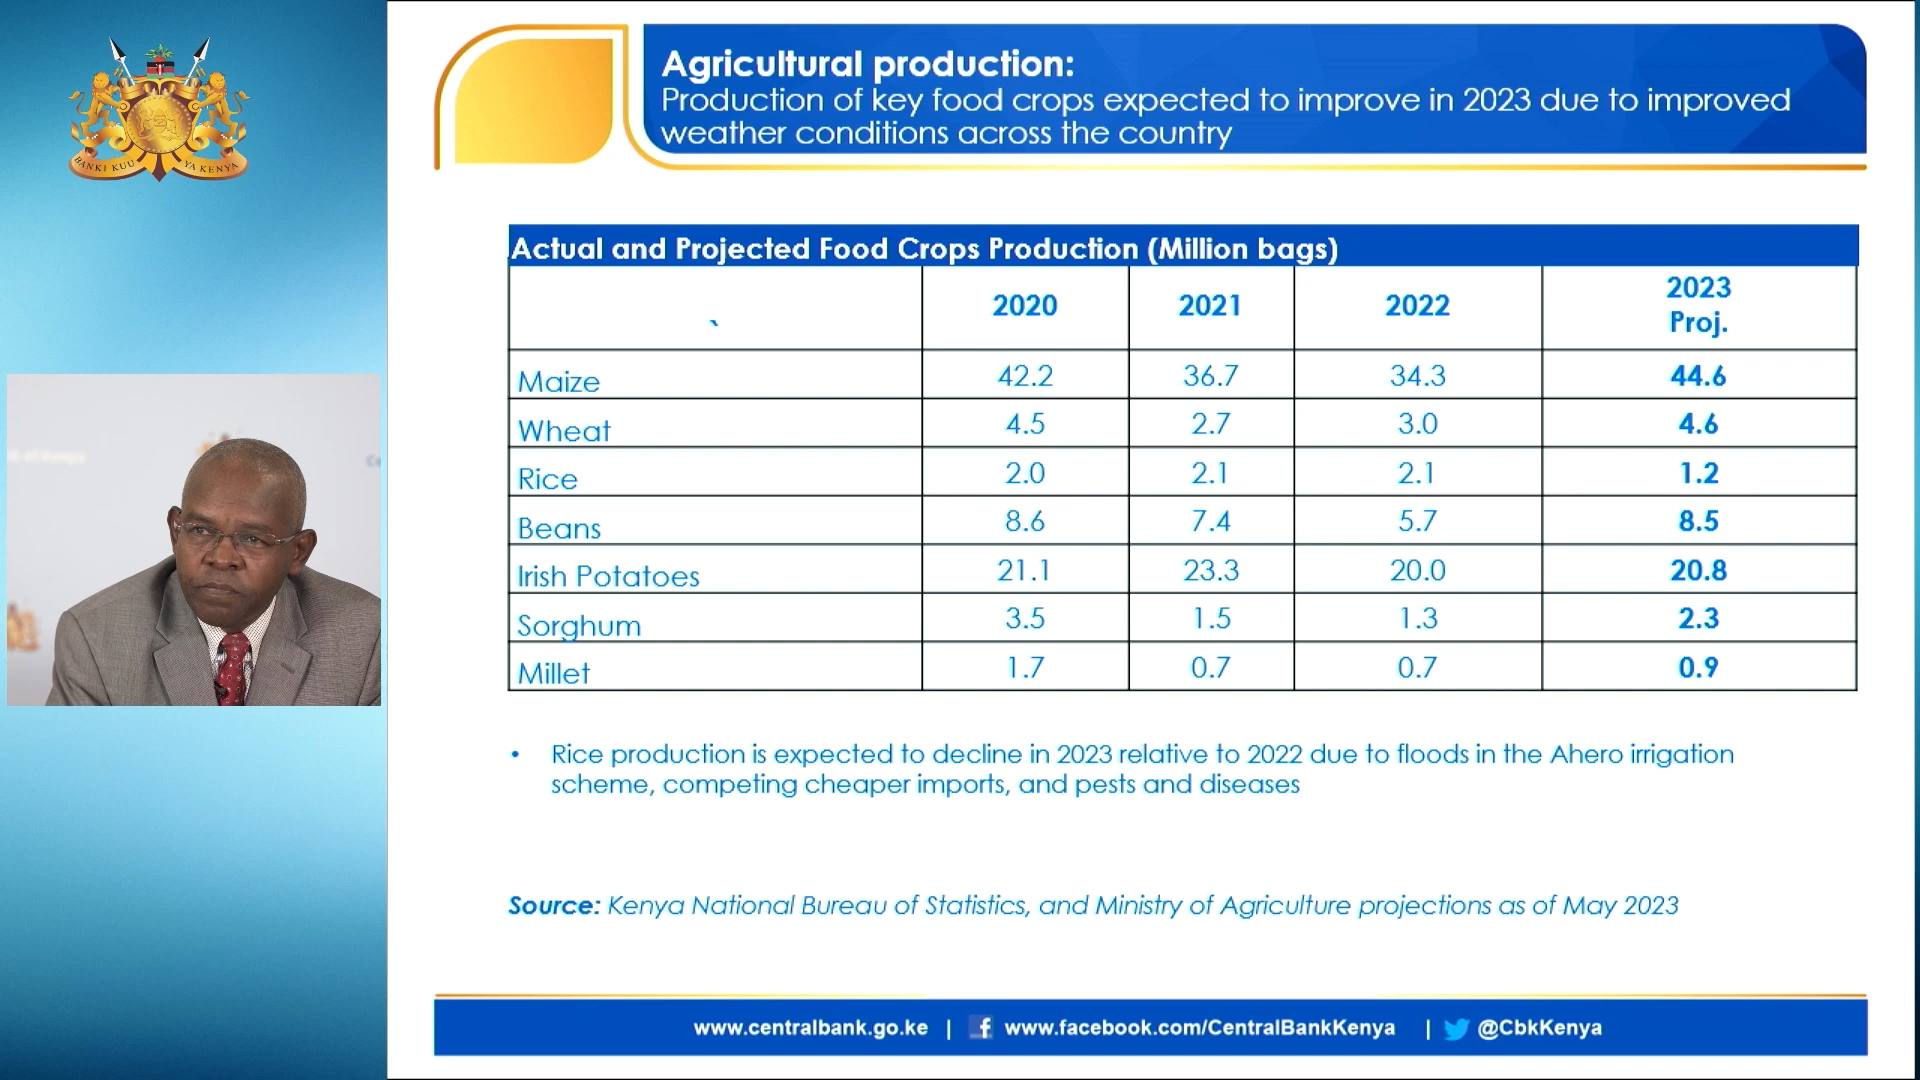 BANKI KUU YA KENYA
Agricultural production:
Production of key food crops expected to improve in 2023 due to improved
weather conditions across the country
Actual and Projected Food Crops Production (Million bags)
` 2020 2021 2022 2023
Proj.
Maize 42.2 36.7 34.3 44.6
Wheat 4.5 2.7 3.0 4.6
Rice 2.0 2.1 2.1 1.2
Beans 8.6 7.4 5.7 8.5
Irish Potatoes 21.1 23.3 20.0 20.8
Sorghum 3.5 1.5 1.3 2.3
Millet 1.7 0.7 0.7 0.9
• Rice production is expected to decline in 2023 relative to 2022 due to floods in the Ahero irrigation
scheme, competing cheaper imports, and pests and diseases
Source: Kenya National Bureau of Statistics, and Ministry of Agriculture projections as of May 2023
www.centralbank.go.ke | www.facebook.com/CentralBankKenya | @CbkKenya